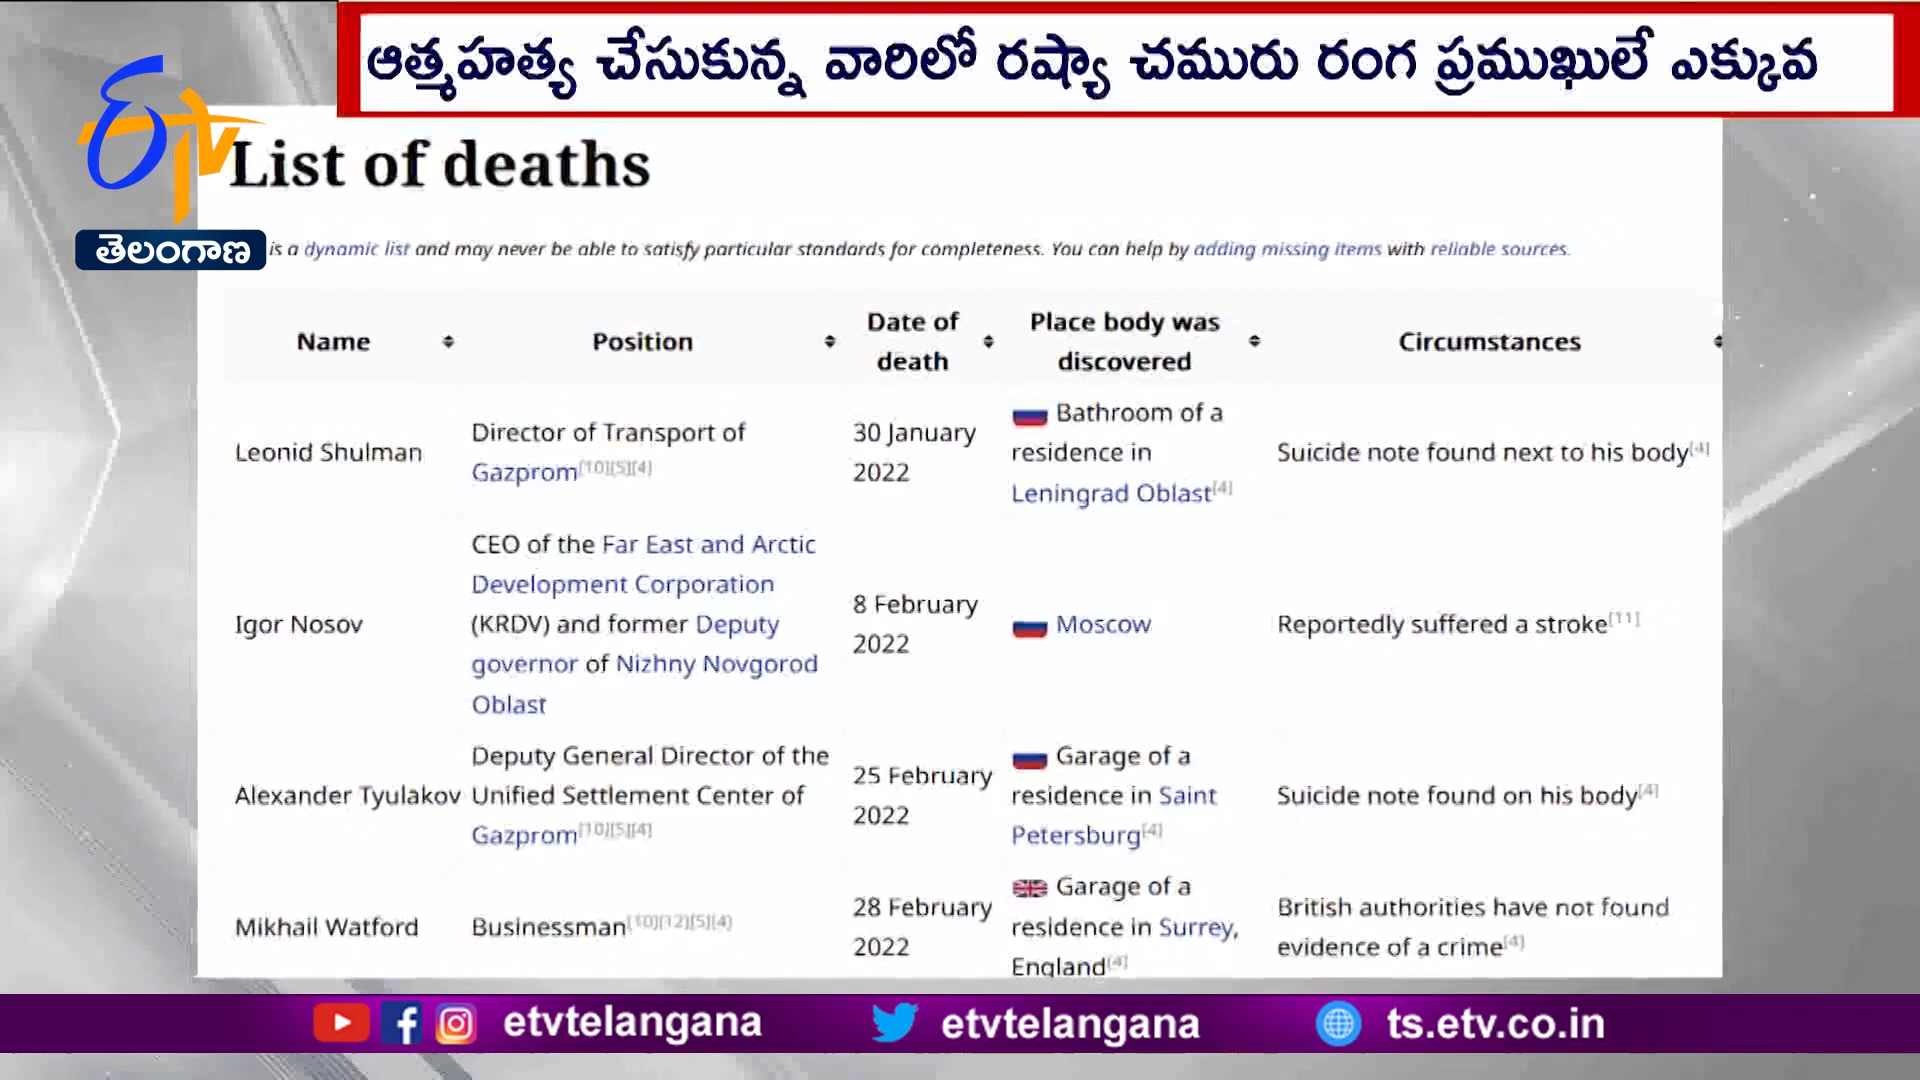 ఆత్మహత్య చేసుకున్న వారిలో రష్యా చమురు రంగ ప్రముఖులే ఎక్కువ
ETV
తెలంగాణ
List of deaths
is a dynamic list and may never be able to satisfy particular standards for completeness. You can help by adding missing items with reliable sources.
Name Position Date of death Place body was discovered Circumstances
Leonid Shulman
Director of Transport of
Gazprom[10][5][4]
30 January
2022
Bathroom of a
residence in
Leningrad Oblast[4]
Suicide note found next to his body[4]
Igor Nosov
CEO of the Far East and Arctic
Development Corporation
(KRDV) and former Deputy
governor of Nizhny Novgorod
Oblast
8 February
2022
Moscow
Reportedly suffered a stroke[11]
Alexander Tyulakov
Deputy General Director of the
Unified Settlement Center of
Gazprom[10][5][4]
25 February
2022
Garage of a
residence in Saint
Petersburg[4]
Suicide note found on his body[4]
Mikhail Watford
Businessman[10][12][5][4]
28 February
2022
Garage of a
residence in Surrey,
England[4]
British authorities have not found
evidence of a crime[4]
etvtelangana etvtelangana ts.etv.co.in